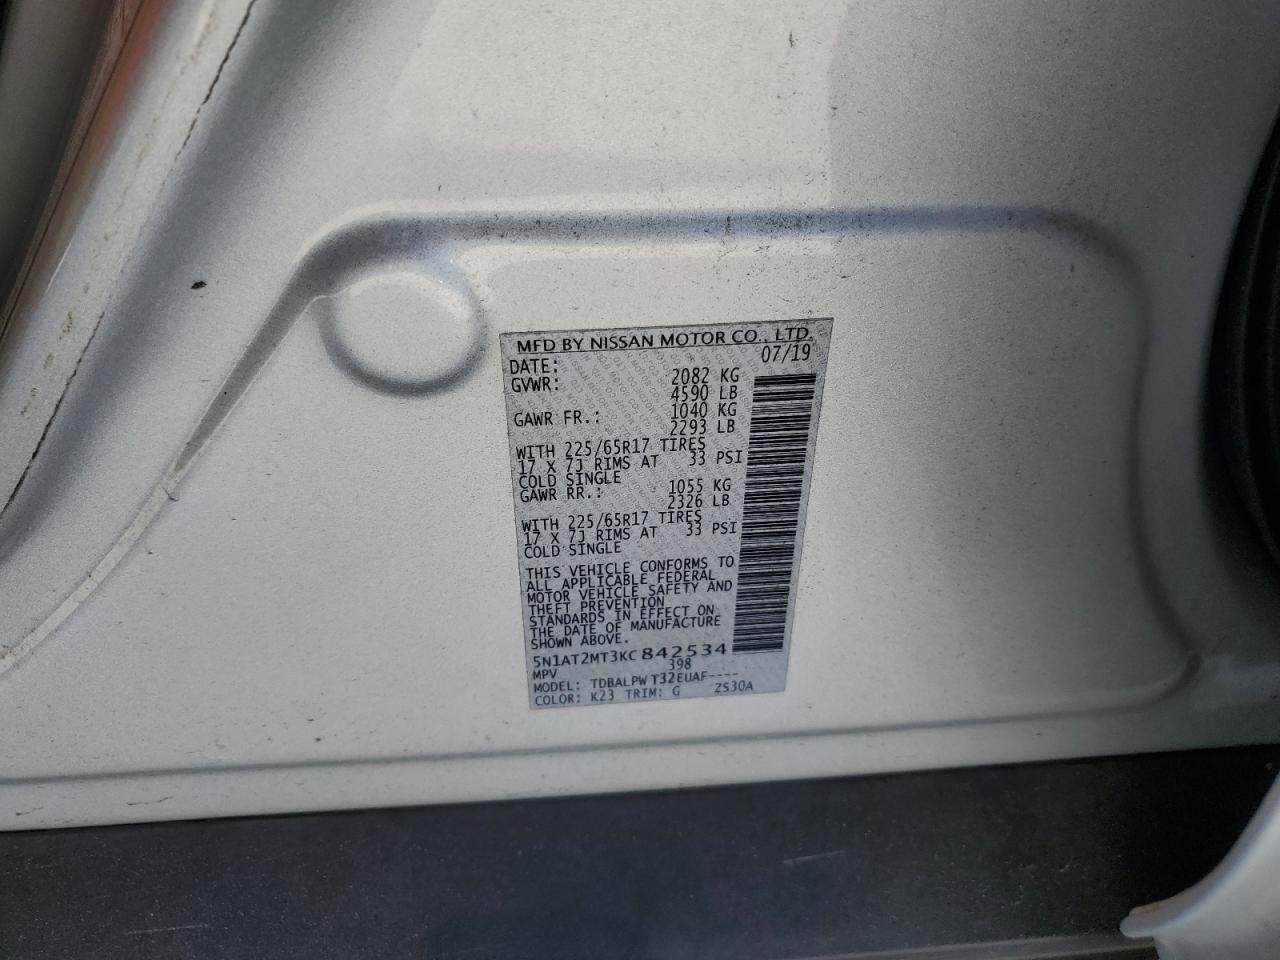 MFD BY NISSAN MOTOR CO., LTD.
DATE: 07/19
GVWR: 2082 KG
4590 LB
GAWR FR.: 1040 KG
2293 LB
WITH 225/65R17 TIRES
17 X 7J RIMS AT 33 PSI
COLD SINGLE
GAWR RR.: 1055 KG
2326 LB
WITH 225/65R17 TIRES
17 X 7J RIMS AT 33 PSI
COLD SINGLE
THIS VEHICLE CONFORMS TO
ALL APPLICABLE FEDERAL
MOTOR VEHICLE SAFETY AND
THEFT PREVENTION
STANDARDS IN EFFECT ON
THE DATE OF MANUFACTURE
SHOWN ABOVE.
5N1AT2MT3KC842534
MPV 398
MODEL: TDBALPW T32EUAF----
COLOR: K23 TRIM: G ZS30A